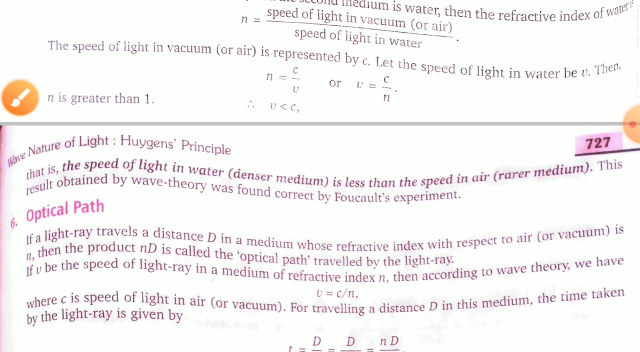 medium is water, then the refractive index of water is
n = speed of light in vacuum (or air) / speed of light in water .
The speed of light in vacuum (or air) is represented by c. Let the speed of light in water be υ. Then,
n = c/υ or υ = c/n .
n is greater than 1. ∴ υ < c,
Wave Nature of Light : Huygens' Principle 727
that is, the speed of light in water (denser medium) is less than the speed in air (rarer medium). This
result obtained by wave-theory was found correct by Foucault's experiment.
6. Optical Path
If a light-ray travels a distance D in a medium whose refractive index with respect to air (or vacuum) is
n, then the product nD is called the 'optical path' travelled by the light-ray.
If υ be the speed of light-ray in a medium of refractive index n, then according to wave theory, we have
υ = c/n,
where c is speed of light in air (or vacuum). For travelling a distance D in this medium, the time taken
by the light-ray is given by
t = D = D = n D